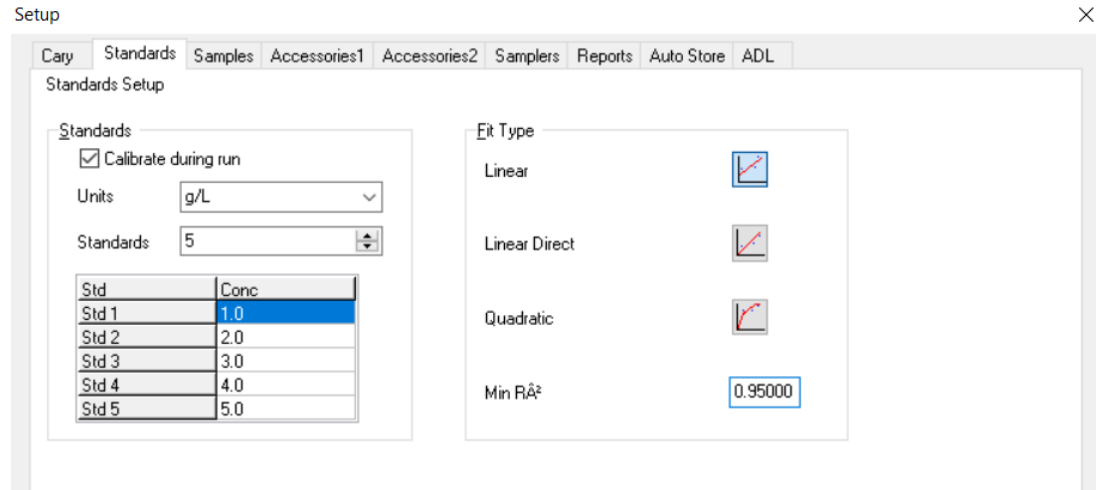 Setup
Cary Standards Samples Accessories1 Accessories2 Samplers Reports Auto Store ADL
Standards Setup
Standards
Calibrate during run
Units g/L
Standards 5
Std Conc
Std 1 1.0
Std 2 2.0
Std 3 3.0
Std 4 4.0
Std 5 5.0
Fit Type
Linear
Linear Direct
Quadratic
Min RÂ² 0.95000